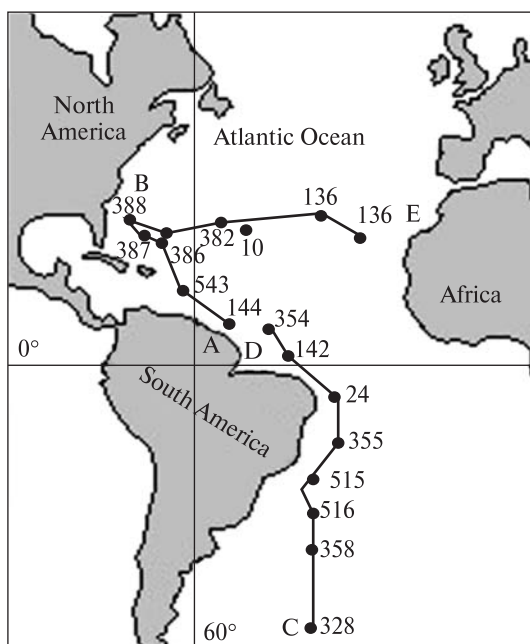 North
America
Atlantic Ocean
B
388
136
136
E
382
10
387
386
543
Africa
144
354
A
D
142
0°
South America
24
355
515
516
358
C
328
60°